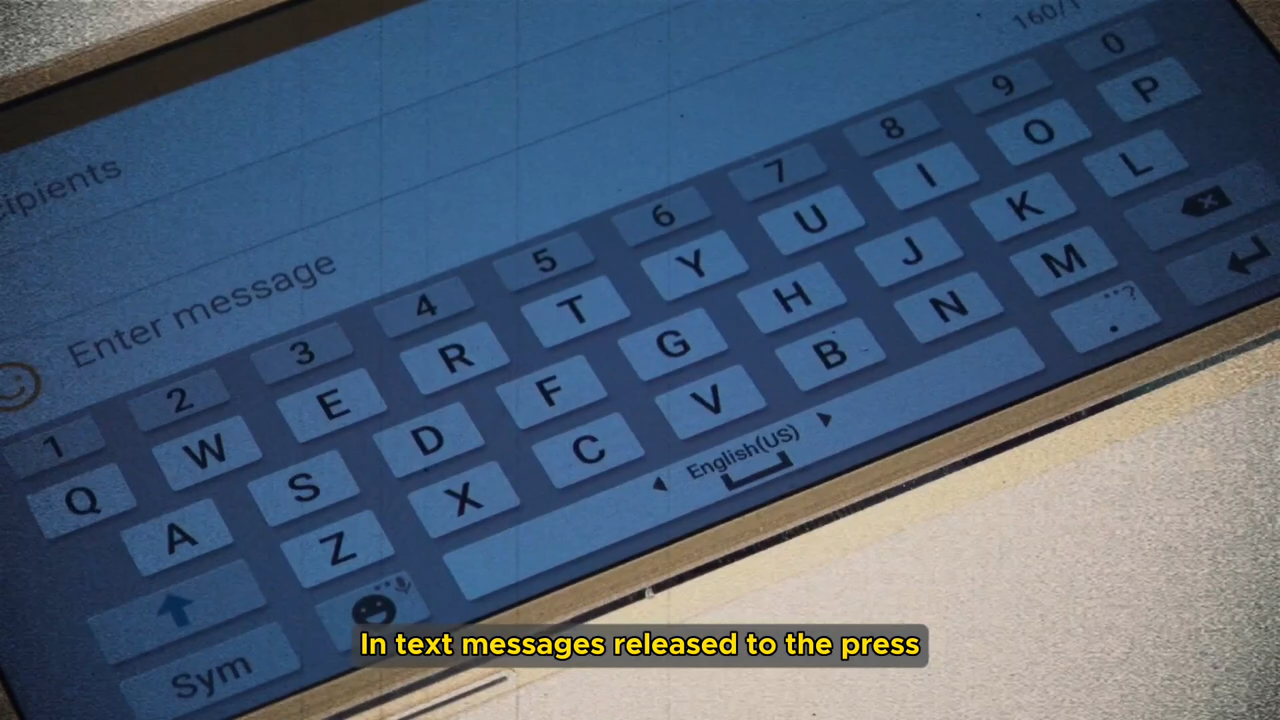 160/1
cipients
Enter message
1 2 3 4 5 6 7 8 9 0
Q W E R T Y U I O P
A S D F G H J K L
Z X C V B N M
Sym English(US) . ?
In text messages released to the press